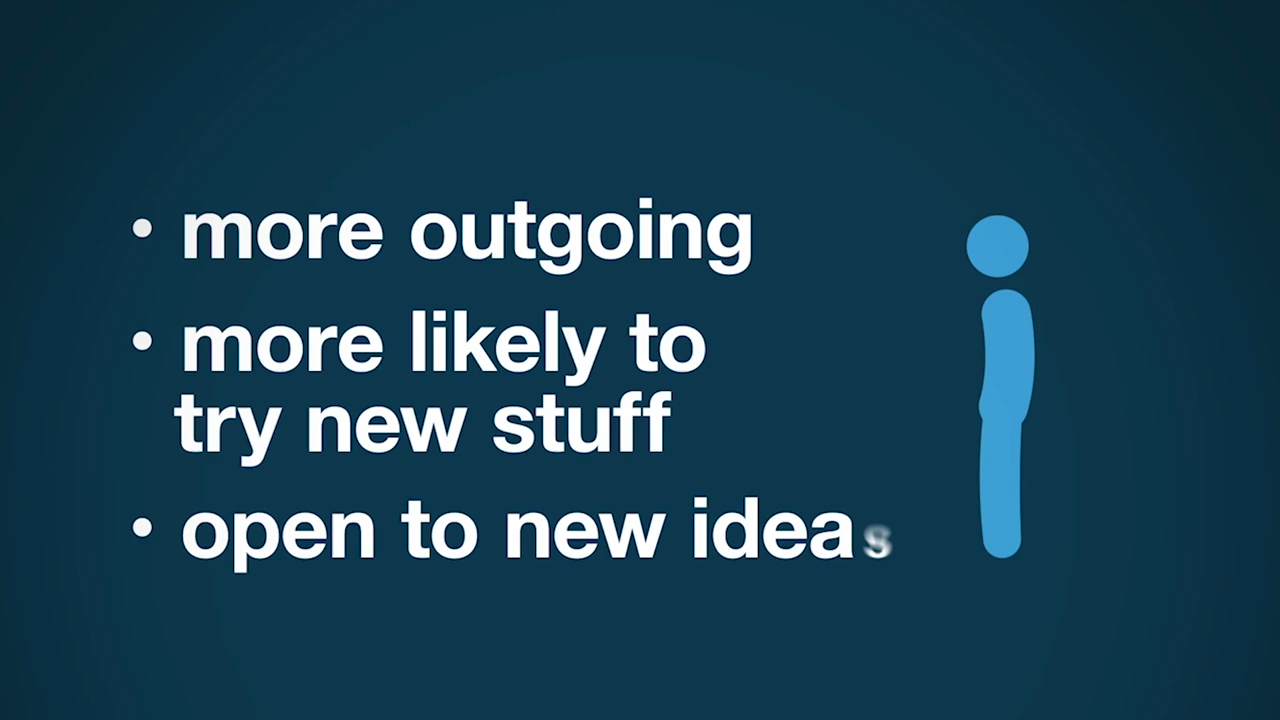 • more outgoing
• more likely to
try new stuff
• open to new ideas